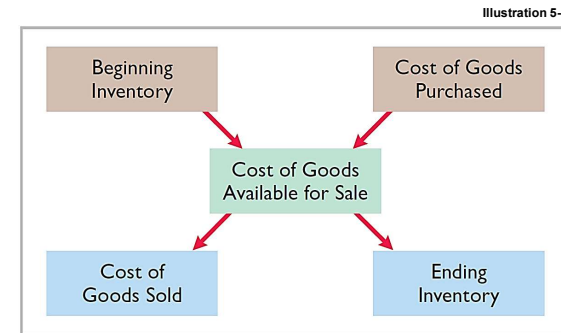 Illustration 5-
Beginning
Inventory
Cost of Goods
Purchased
Cost of Goods
Available for Sale
Cost of
Goods Sold
Ending
Inventory